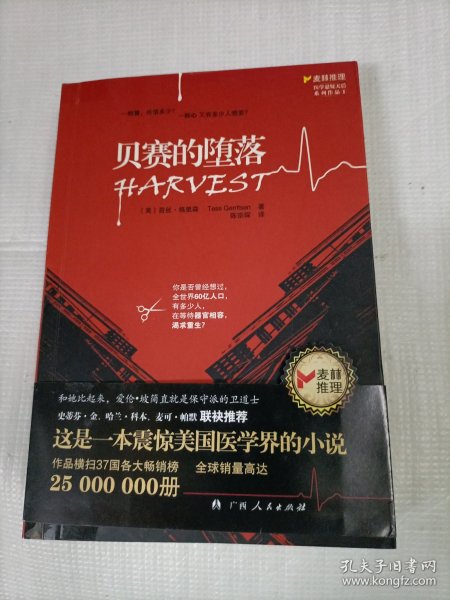 麦林推理
医学悬疑天后
系列作品1
一颗肾，价值多少？
一颗心 又有多少人觊觎？
贝赛的堕落
HARVEST
［美］苔丝·格里森 Tess Gerritsen 著
陈宗琛 译
你是否曾经想过，
全世界60亿人口，
有多少人，
在等待器官相容，
渴求重生？
麦林
推理
和她比起来，爱伦·坡简直就是保守派的卫道士
史蒂芬·金、哈兰·科本、麦可·帕默 联袂推荐
这是一本震惊美国医学界的小说
作品横扫37国各大畅销榜 全球销量高达
25 000 000册
广西人民出版社
孔夫子旧书网
www.kongfz.com